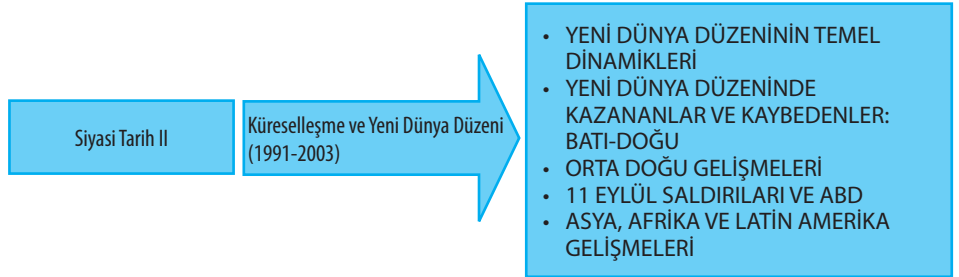 Siyasi Tarih II
Küreselleşme ve Yeni Dünya Düzeni
(1991-2003)
• YENİ DÜNYA DÜZENİNİN TEMEL
DİNAMİKLERİ
• YENİ DÜNYA DÜZENİNDE
KAZANANLAR VE KAYBEDENLER:
BATI-DOĞU
• ORTA DOĞU GELİŞMELERİ
• 11 EYLÜL SALDIRILARI VE ABD
• ASYA, AFRİKA VE LATİN AMERİKA
GELİŞMELERİ